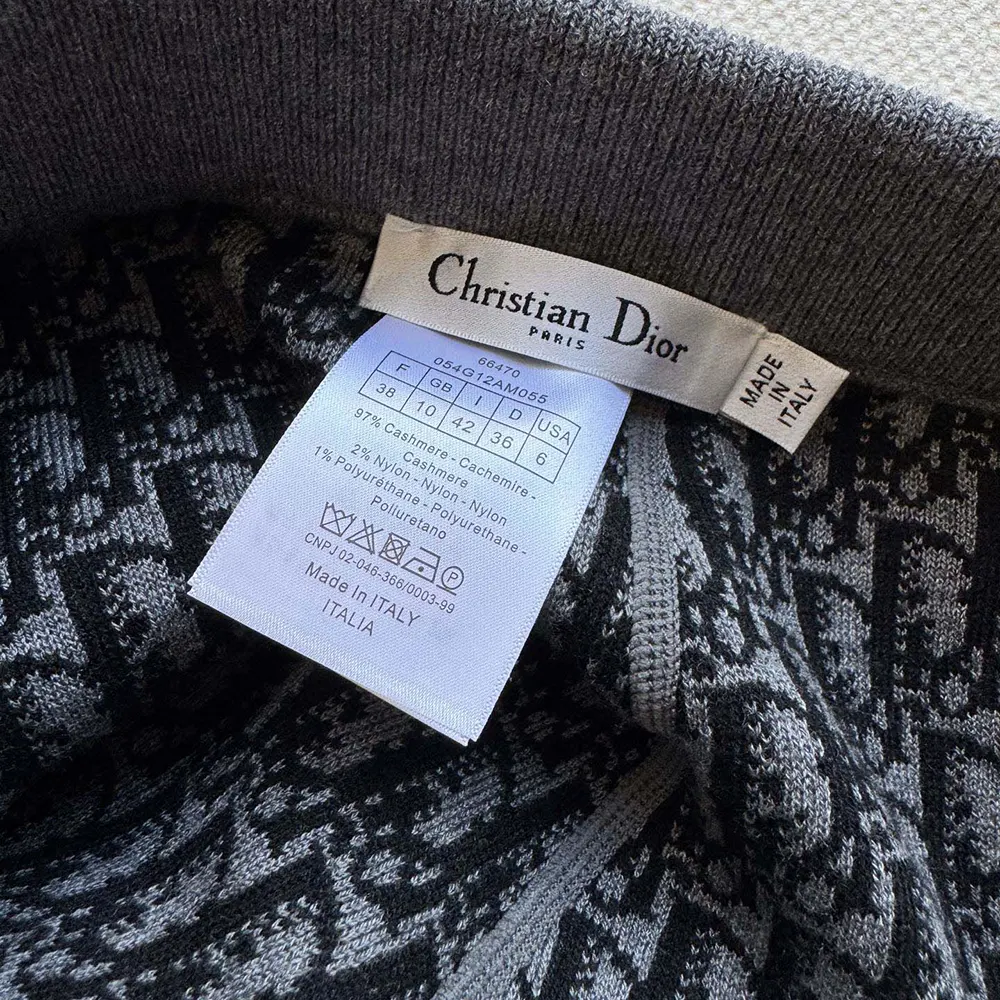 Christian Dior
PARIS
MADE
IN
ITALY
66470
054G12AM055
F GB I D USA
38 10 42 36 6
97% Cashmere - Cachemire -
Cashmere
2% Nylon - Nylon - Nylon
1% Polyuréthane - Polyurethane -
Poliuretano
P
CNPJ 02-046-366/0003-99
Made In ITALY
ITALIA